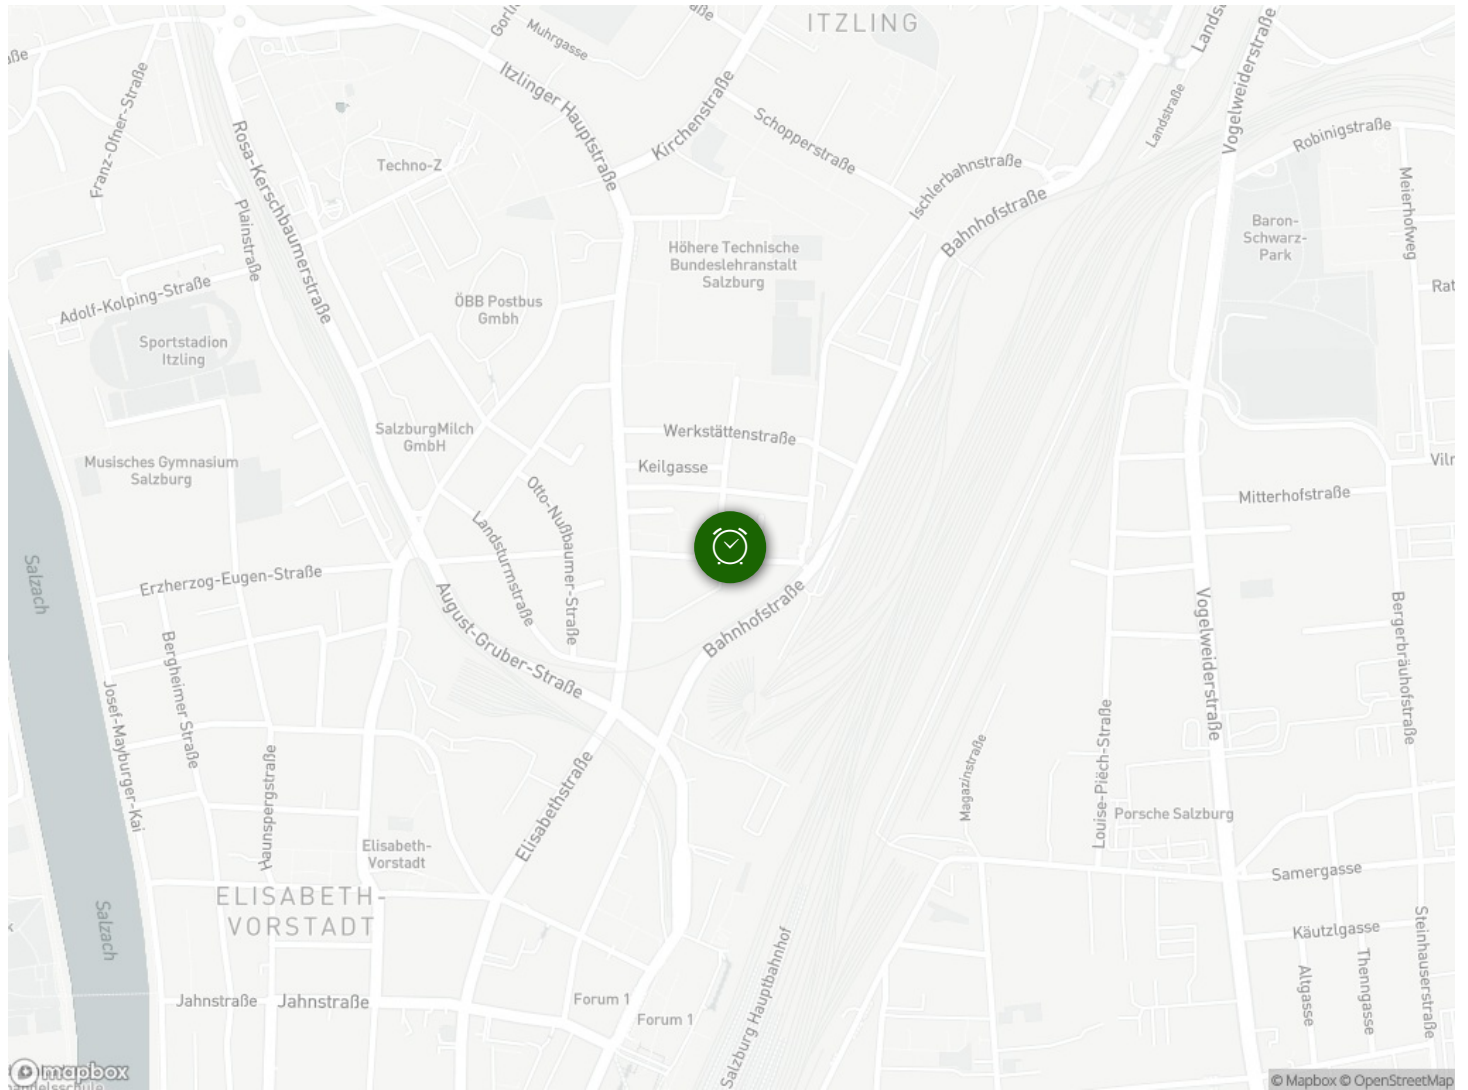 ITZLING
Muhrgasse
Itzlinger Hauptstraße
Kirchenstraße
Schopperstraße
Ischlerbahnstraße
Bahnhofstraße
Landstraße
Vogelweiderstraße
Robinigstraße
Meierhofweg
Franz-Ofner-Straße
Rosa-Kerschbaumerstraße
Techno-Z
Plainstraße
Adolf-Kolping-Straße
Höhere Technische
Bundeslehranstalt
Salzburg
Baron-
Schwarz-
Park
ÖBB Postbus
Gmbh
Sportstadion
Itzling
SalzburgMilch
GmbH
Werkstättenstraße
Keilgasse
Musisches Gymnasium
Salzburg
Mitterhofstraße
Otto-Nußbaumer-Straße
Landsturmstraße
Salzach
Erzherzog-Eugen-Straße
August-Gruber-Straße
Bahnhofstraße
Vogelweiderstraße
Bergerbräuhofstraße
Bergheimer Straße
Josef-Mayburger-Kai
Haunspergstraße
Elisabethstraße
Magazinstraße
Louise-Piëch-Straße
Porsche Salzburg
Elisabeth-
Vorstadt
Samergasse
ELISABETH-
VORSTADT
Salzach
Käutzlgasse
Steinhauserstraße
Altgasse
Thenngasse
Salzburg Hauptbahnhof
Jahnstraße
Jahnstraße
Forum 1
Forum 1
mapbox
© Mapbox © OpenStreetMap